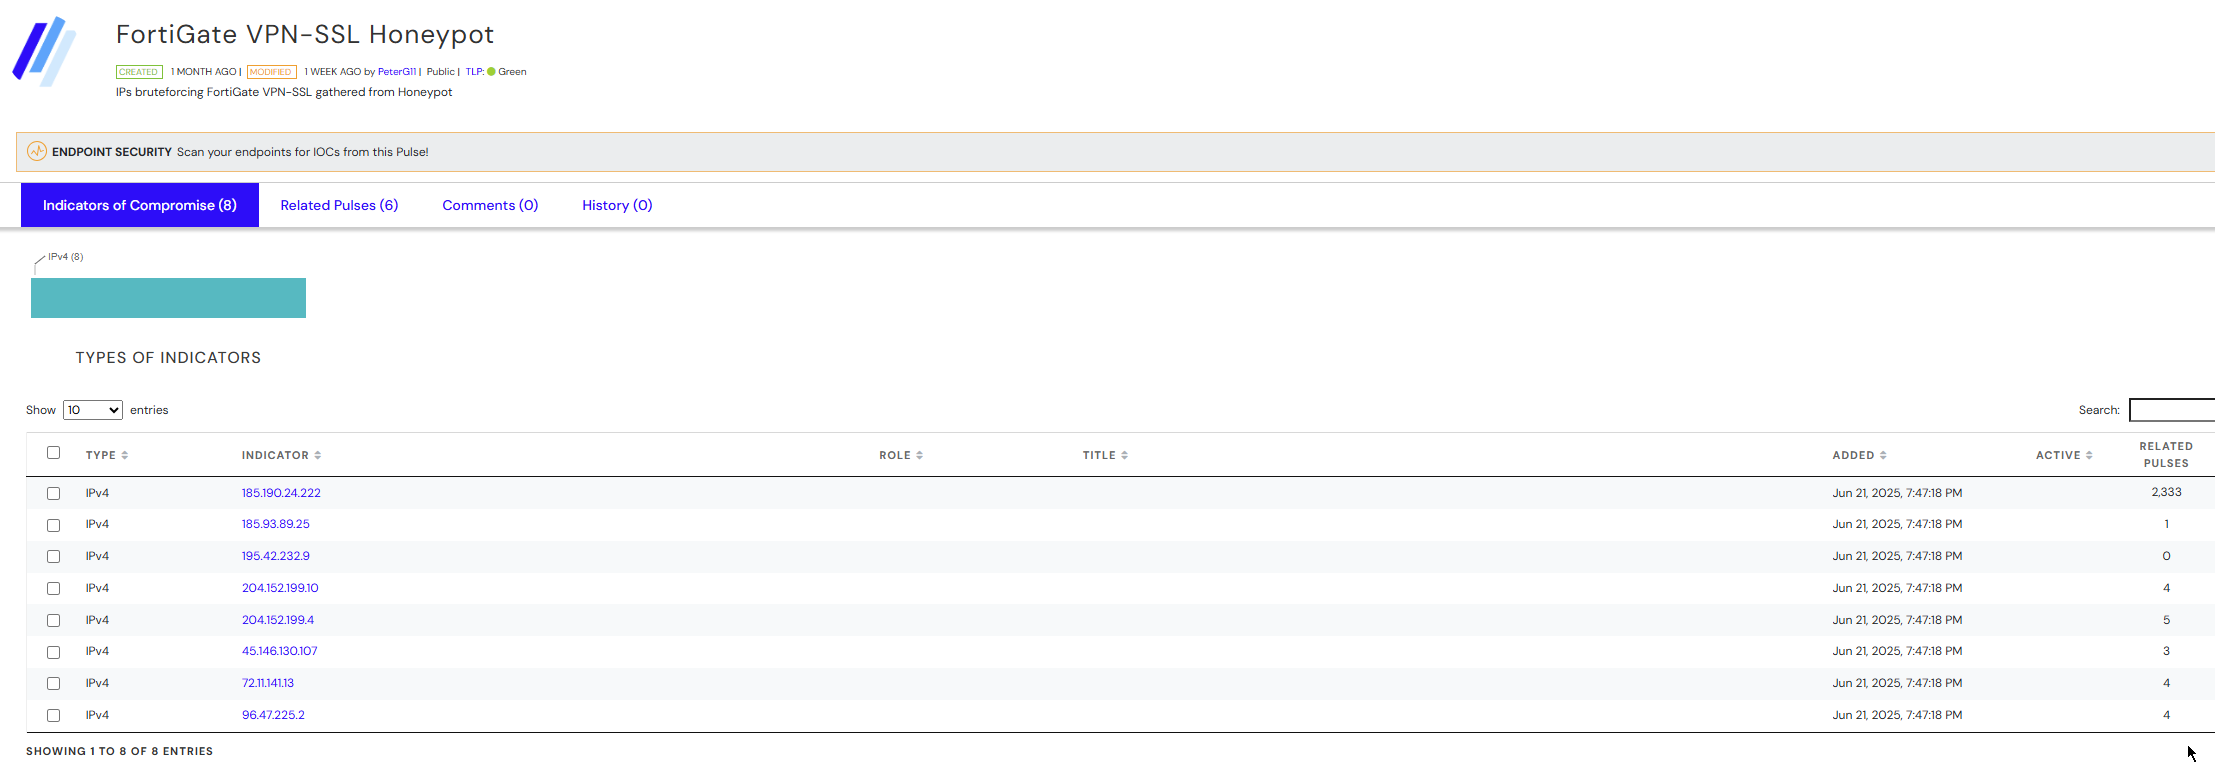 FortiGate VPN-SSL Honeypot
CREATED 1 MONTH AGO | MODIFIED 1 WEEK AGO by PeterG11 | Public | TLP: Green
IPs bruteforcing FortiGate VPN-SSL gathered from Honeypot
ENDPOINT SECURITY Scan your endpoints for IOCs from this Pulse!
Indicators of Compromise (8) Related Pulses (6) Comments (0) History (0)
IPv4 (8)
TYPES OF INDICATORS
Show 10 entries Search:
TYPE INDICATOR ROLE TITLE ADDED ACTIVE RELATED PULSES
IPv4 185.190.24.222 Jun 21, 2025, 7:47:18 PM 2,333
IPv4 185.93.89.25 Jun 21, 2025, 7:47:18 PM 1
IPv4 195.42.232.9 Jun 21, 2025, 7:47:18 PM 0
IPv4 204.152.199.10 Jun 21, 2025, 7:47:18 PM 4
IPv4 204.152.199.4 Jun 21, 2025, 7:47:18 PM 5
IPv4 45.146.130.107 Jun 21, 2025, 7:47:18 PM 3
IPv4 72.11.141.13 Jun 21, 2025, 7:47:18 PM 4
IPv4 96.47.225.2 Jun 21, 2025, 7:47:18 PM 4
SHOWING 1 TO 8 OF 8 ENTRIES